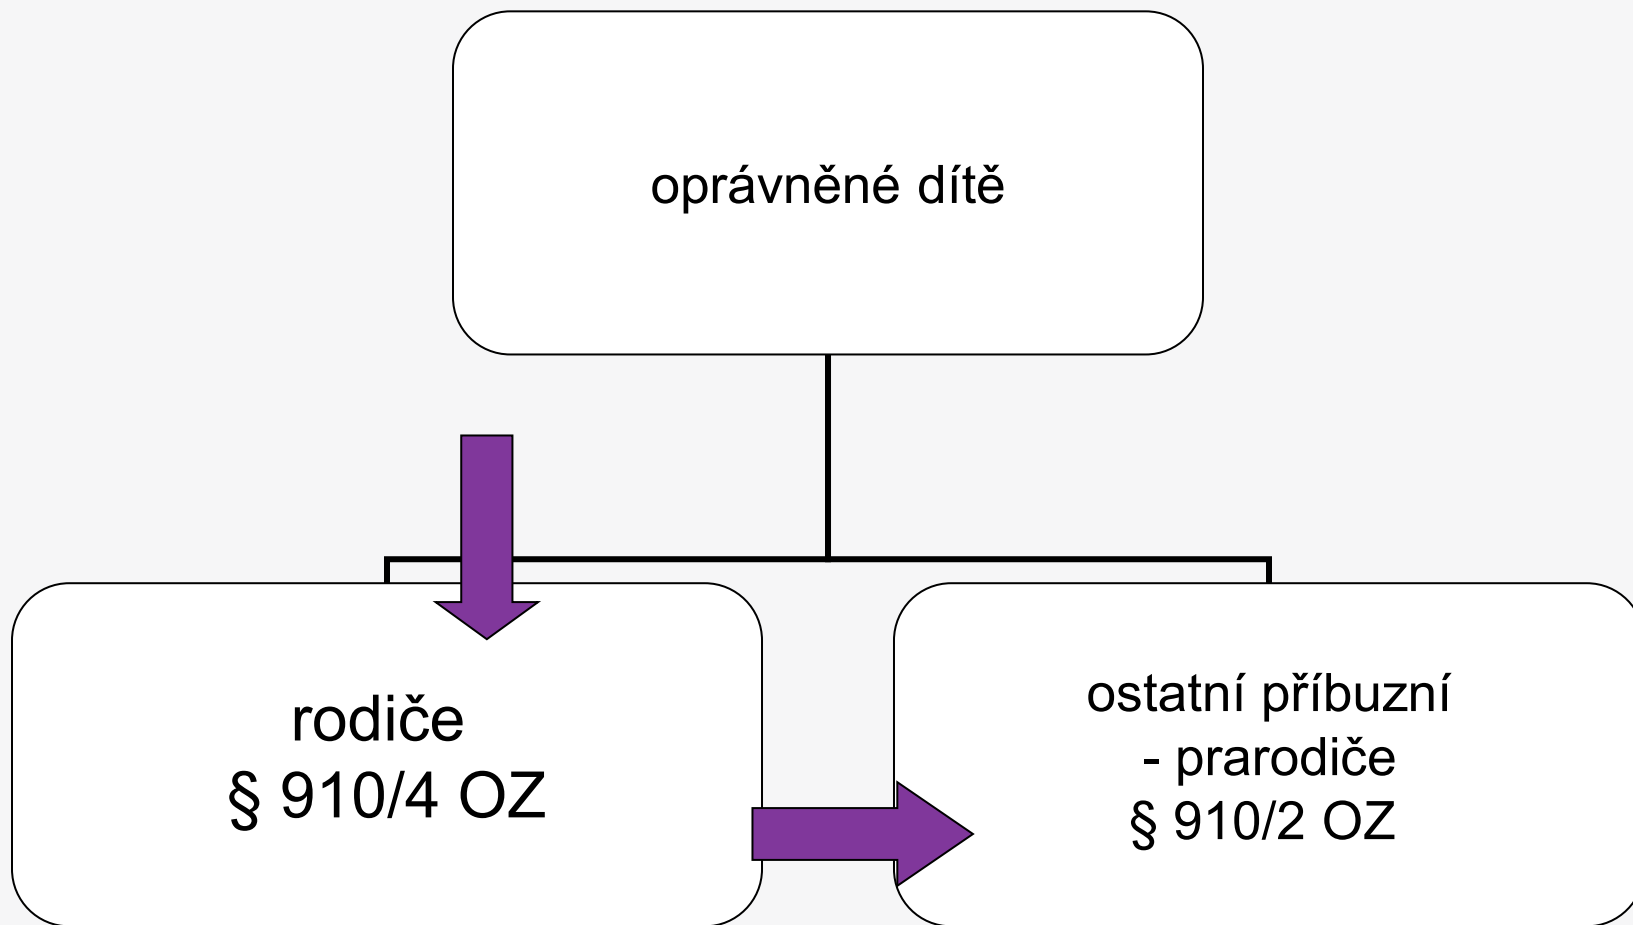 oprávněné dítě
rodiče
§ 910/4 OZ
ostatní příbuzní
- prarodiče
§ 910/2 OZ